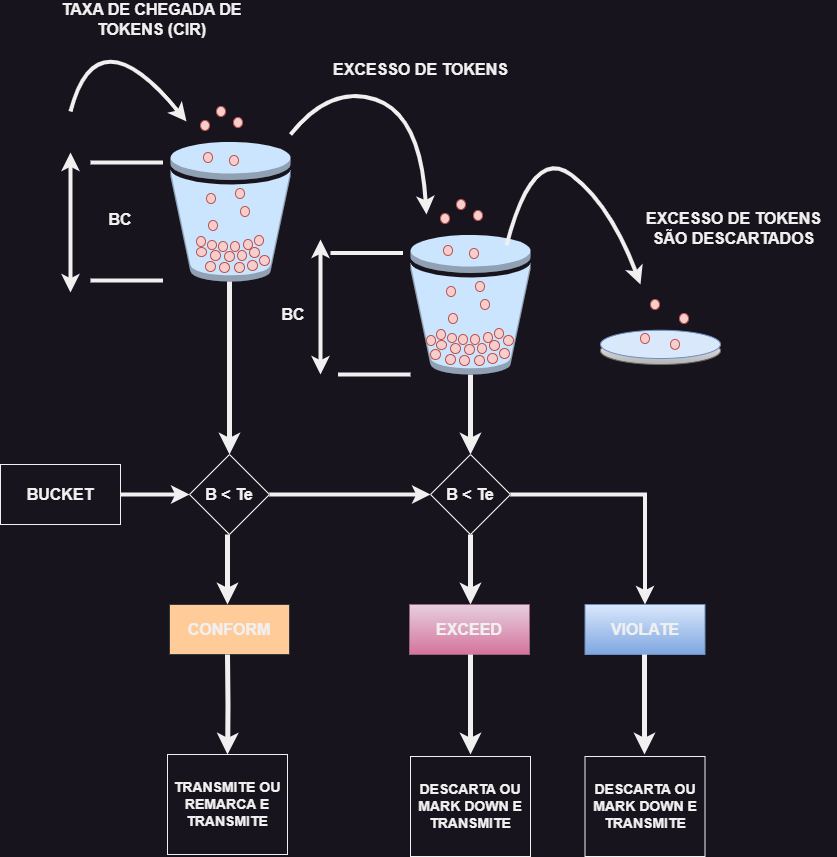 TAXA DE CHEGADA DE
TOKENS (CIR)
EXCESSO DE TOKENS
EXCESSO DE TOKENS
SÃO DESCARTADOS
BC
BC
BUCKET
B < Te
B < Te
CONFORM
EXCEED
VIOLATE
TRANSMITE OU
REMARCA E
TRANSMITE
DESCARTA OU
MARK DOWN E
TRANSMITE
DESCARTA OU
MARK DOWN E
TRANSMITE